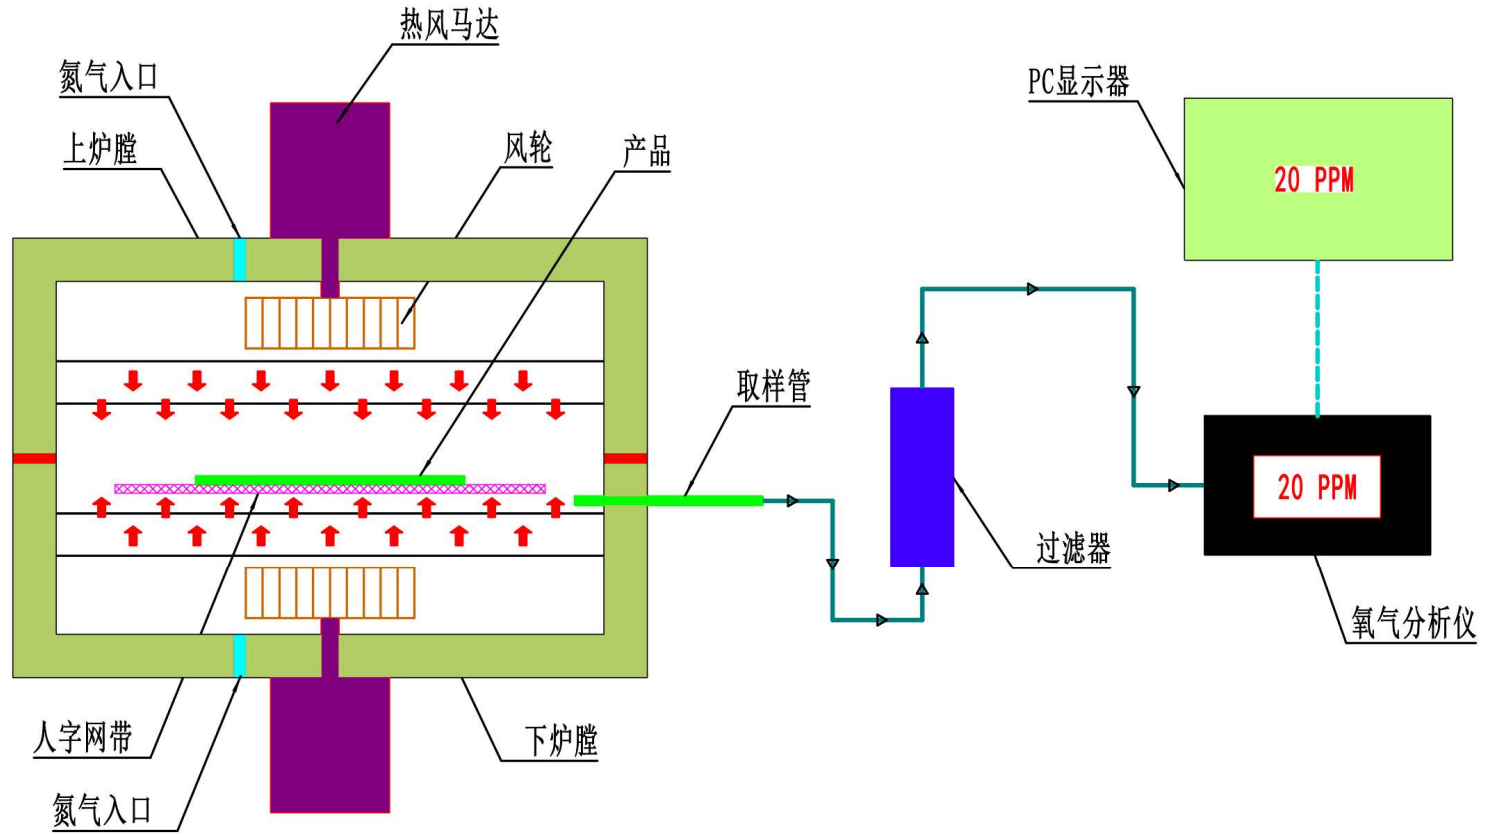 热风马达
氮气入口
PC显示器
上炉膛
风轮
产品
20 PPM
取样管
20 PPM
过滤器
氧气分析仪
人字网带
下炉膛
氮气入口